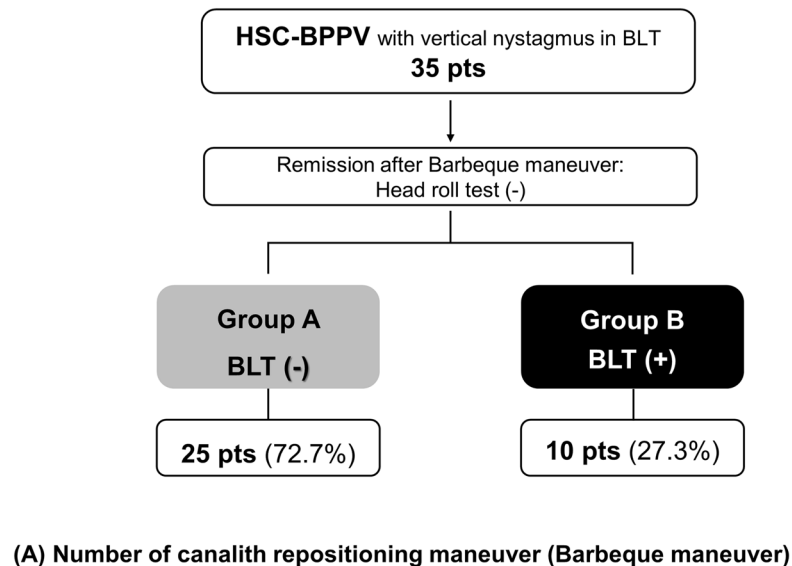 HSC-BPPV with vertical nystagmus in BLT
35 pts
Remission after Barbeque maneuver:
Head roll test (-)
Group A
BLT (-)
Group B
BLT (+)
25 pts (72.7%)
10 pts (27.3%)
(A) Number of canalith repositioning maneuver (Barbeque maneuver)